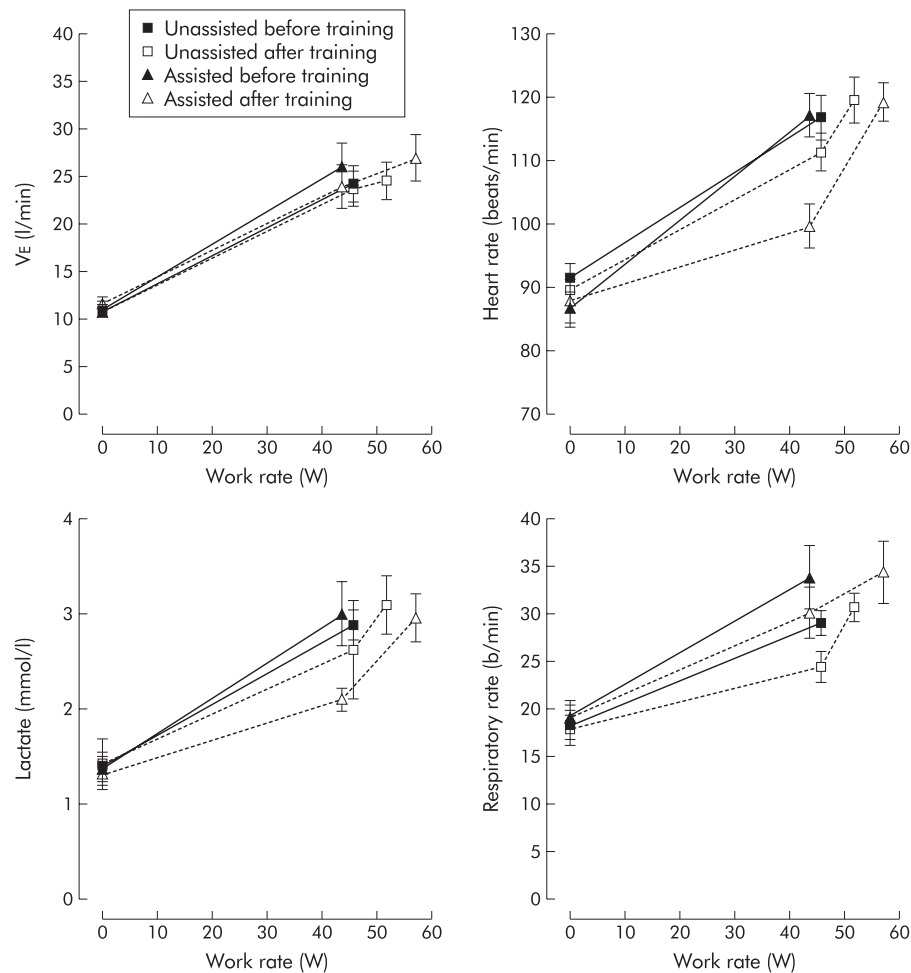 Unassisted before training
Unassisted after training
Assisted before training
Assisted after training
40
35
30
25
20
15
10
5
0
VE (l/min)
0 10 20 30 40 50 60
Work rate (W)
130
120
110
100
90
80
70
Heart rate (beats/min)
0 10 20 30 40 50 60
Work rate (W)
4
3
2
1
0
Lactate (mmol/l)
0 10 20 30 40 50 60
Work rate (W)
40
35
30
25
20
15
10
5
0
Respiratory rate (b/min)
0 10 20 30 40 50 60
Work rate (W)